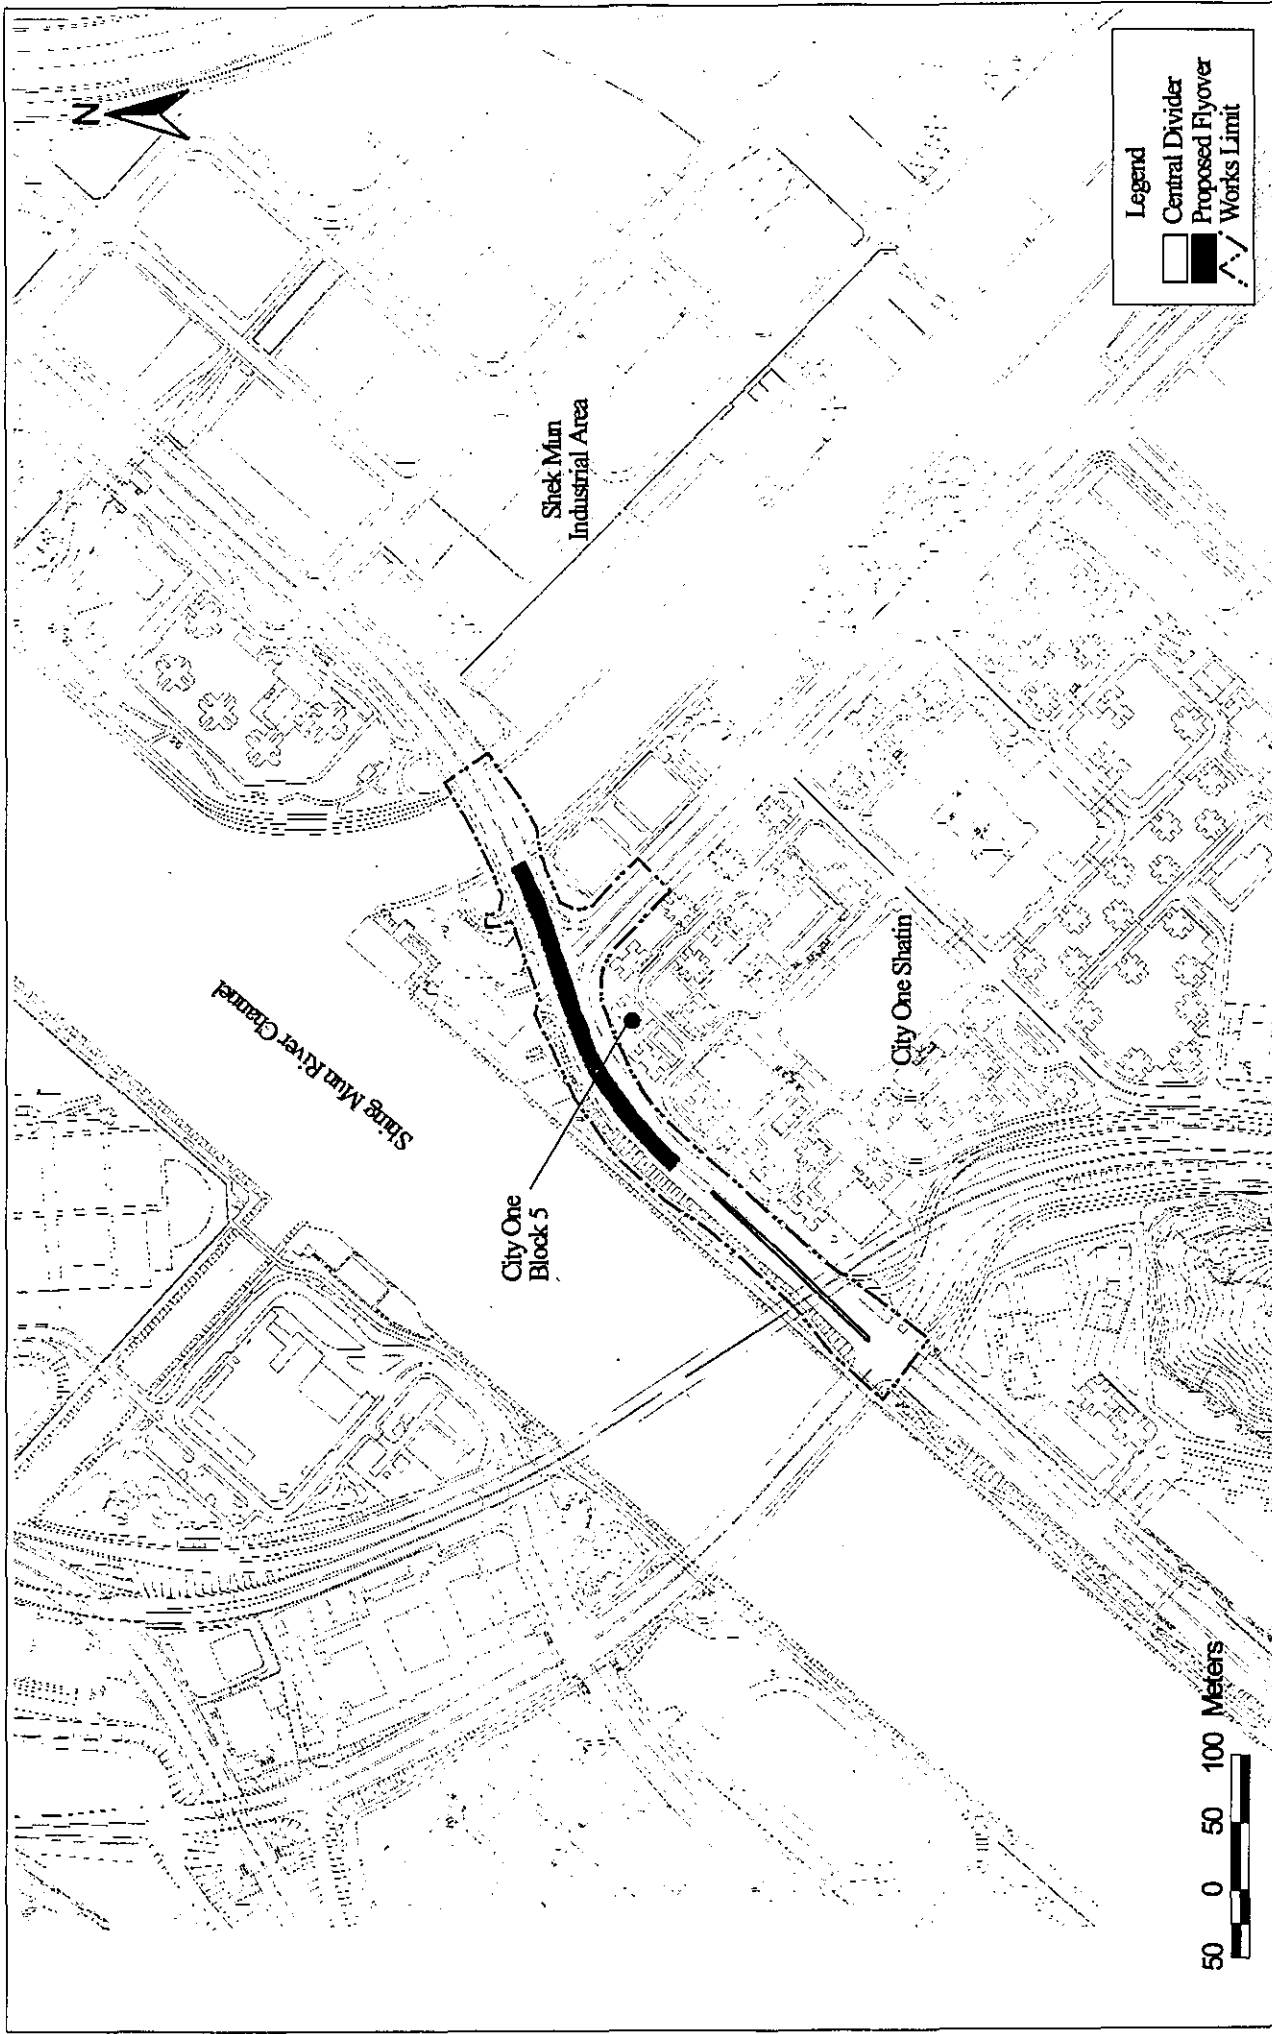 N
Shing Mun River Channel
Shek Mun
Industrial Area
City One
Block 5
City One Shatin
Legend
Central Divider
Proposed Flyover
Works Limit
50 0 50 100 Meters